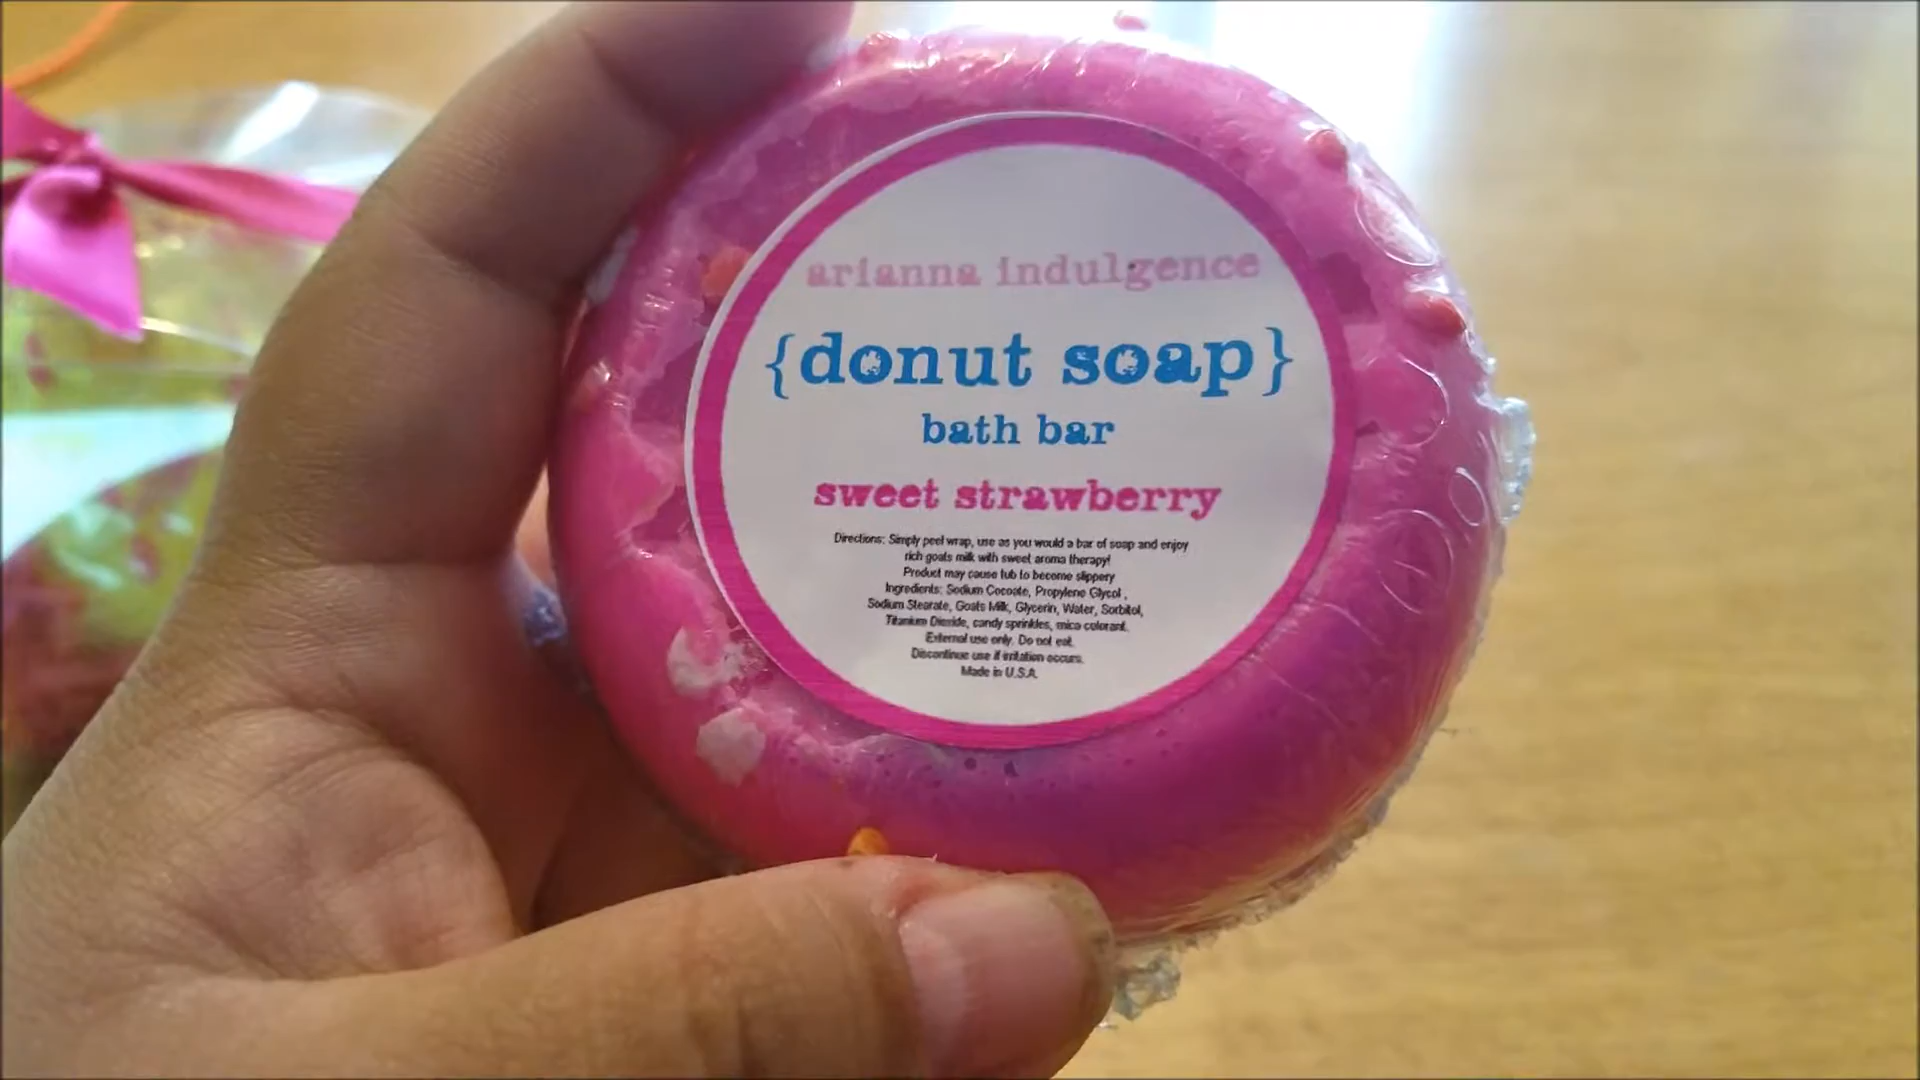 arianna indulgence
{donut soap}
bath bar
sweet strawberry
Directions: Simply peel wrap, use as you would a bar of soap and enjoy
rich goats milk with sweet aroma therapy!
Product may cause tub to become slippery
Ingredients: Sodium Cocoate, Propylene Glycol ,
Sodium Stearate, Goats Milk, Glycerin, Water, Sorbitol,
Titanium Dioxide, candy sprinkles, mica colorant.
External use only. Do not eat.
Discontinue use if irritation occurs.
Made in U.S.A.